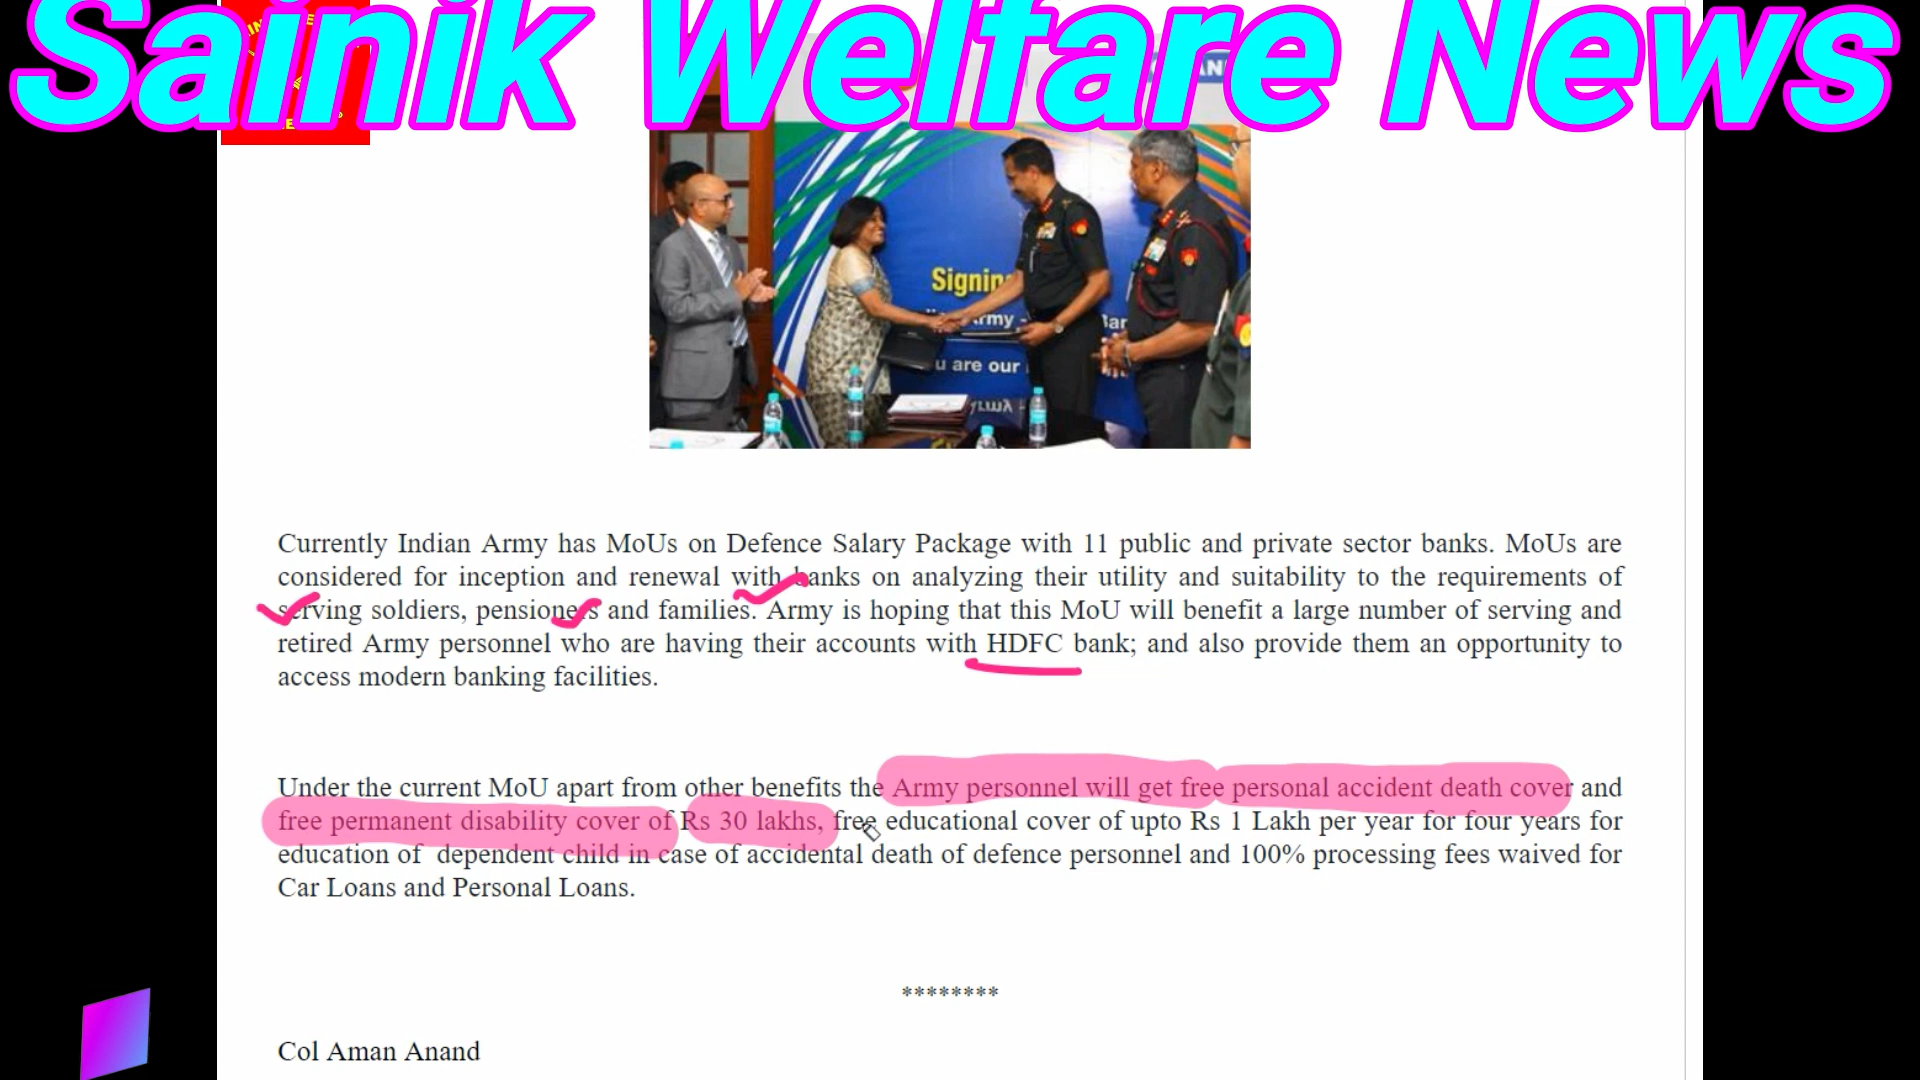 Sainik Welfare News
Signing
Army -
u are our
Currently Indian Army has MoUs on Defence Salary Package with 11 public and private sector banks. MoUs are
considered for inception and renewal with banks on analyzing their utility and suitability to the requirements of
serving soldiers, pensioners and families. Army is hoping that this MoU will benefit a large number of serving and
retired Army personnel who are having their accounts with HDFC bank; and also provide them an opportunity to
access modern banking facilities.
Under the current MoU apart from other benefits the Army personnel will get free personal accident death cover and
free permanent disability cover of Rs 30 lakhs, free educational cover of upto Rs 1 Lakh per year for four years for
education of dependent child in case of accidental death of defence personnel and 100% processing fees waived for
Car Loans and Personal Loans.
********
Col Aman Anand